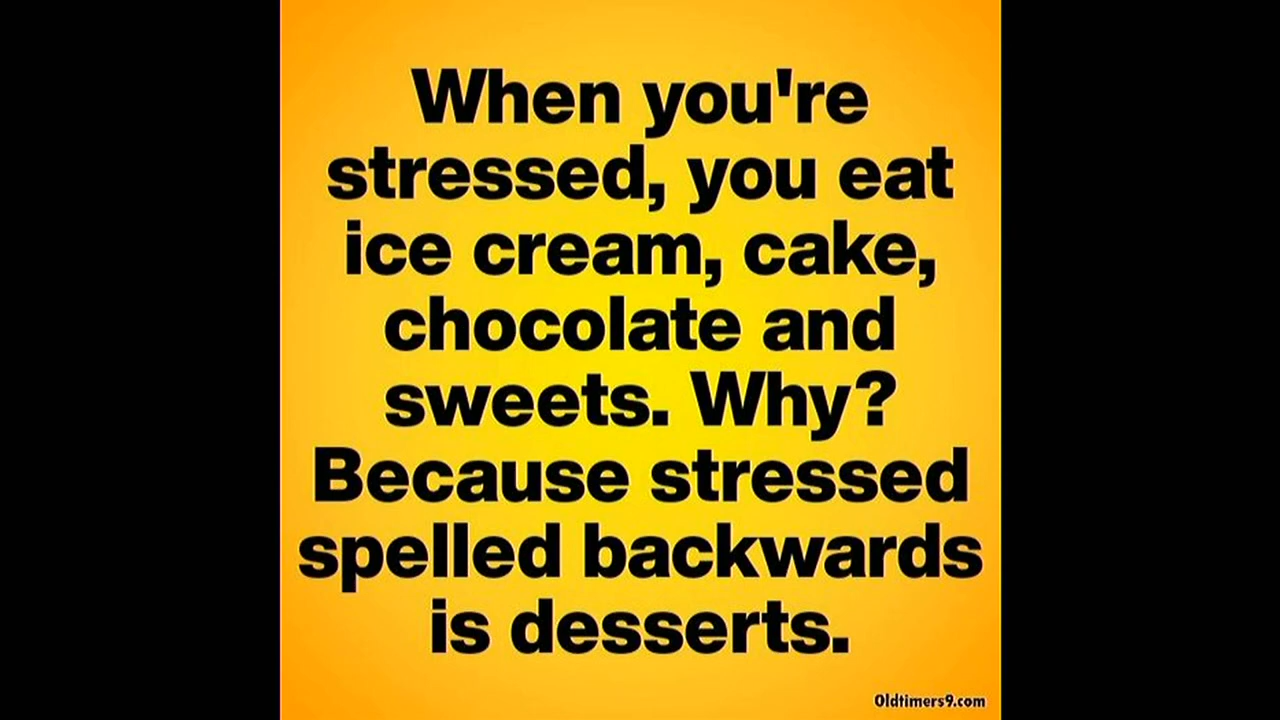 When you're
stressed, you eat
ice cream, cake,
chocolate and
sweets. Why?
Because stressed
spelled backwards
is desserts.
Oldtimers9.com